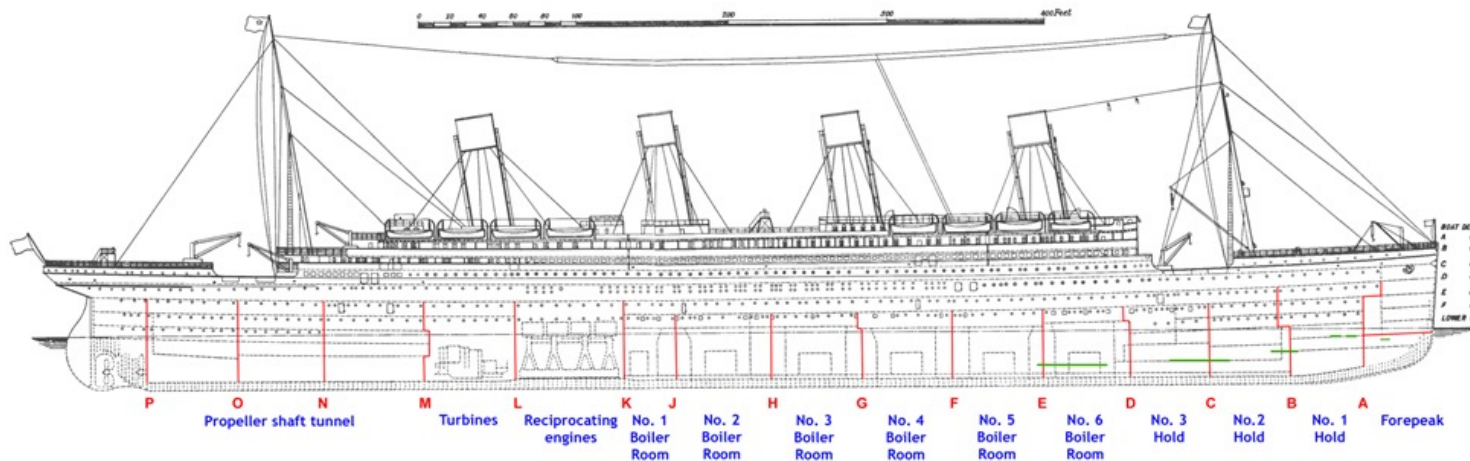 0 20 40 60 80 100 200 300 400 Feet
BOAT DE
A
B
C
D
E
F
LOWER
P O N M L K J H G F E D C B A
Propeller shaft tunnel
Turbines
Reciprocating
engines
No. 1
Boiler
Room
No. 2
Boiler
Room
No. 3
Boiler
Room
No. 4
Boiler
Room
No. 5
Boiler
Room
No. 6
Boiler
Room
No. 3
Hold
No.2
Hold
No. 1
Hold
Forepeak